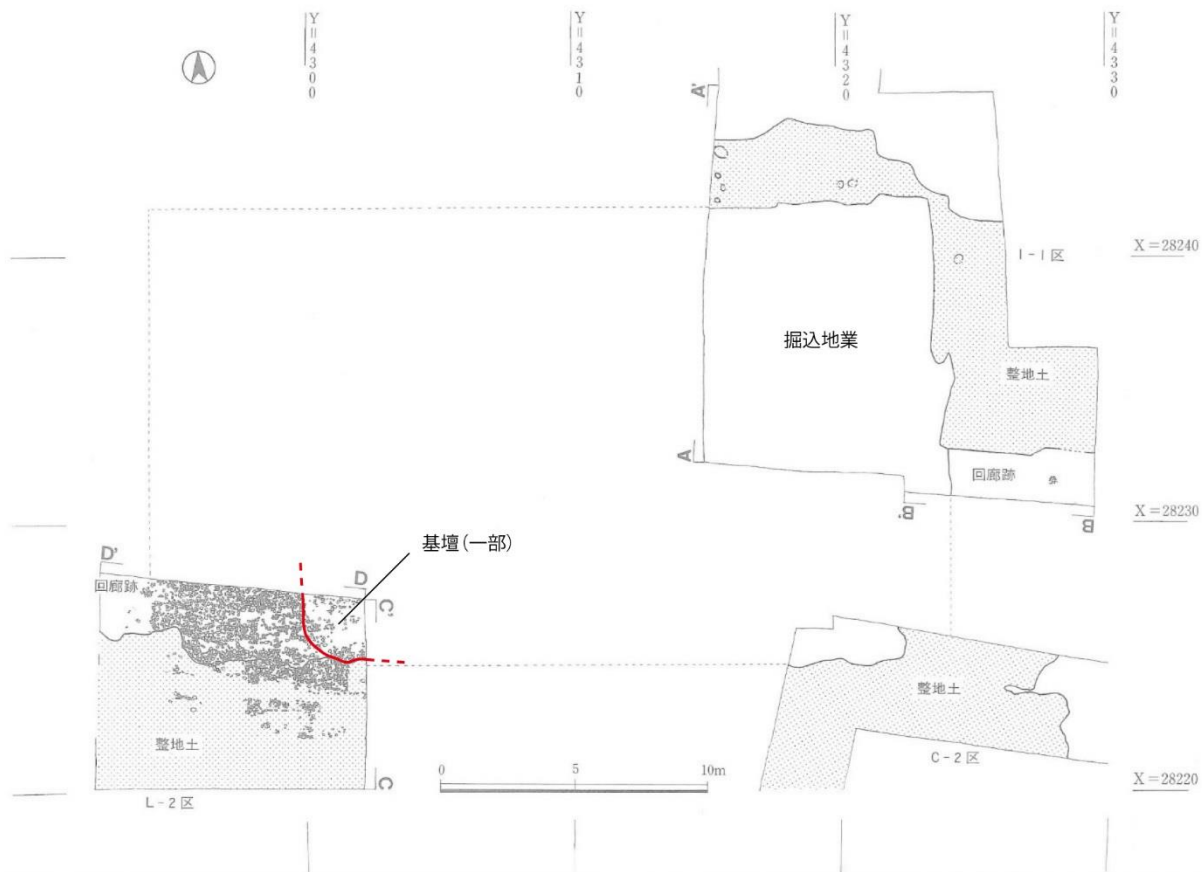 Y=4300
Y=4310
Y=4320
Y=4330
A'
X=28240
I-I区
掘込地業
整地土
A
回廊跡
B'
B
X=28230
基壇(一部)
D'
D
回廊跡
C'
整地土
整地土
C-2区
0 5 10m
C
X=28220
L-2区